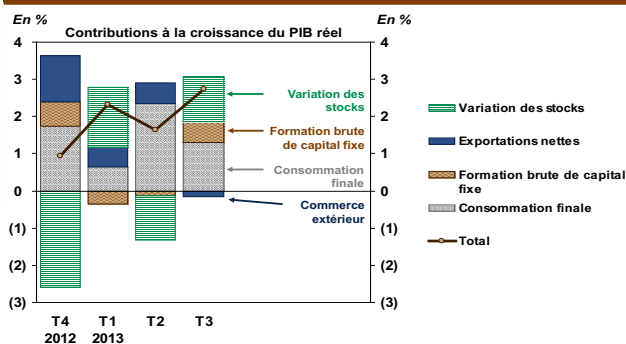 En %
En %
Contributions à la croissance du PIB réel
4
3
2
1
0
(1)
(2)
(3)
4
3
2
1
0
(1)
(2)
(3)
Variation des
stocks
Formation brute
de capital fixe
Consommation
finale
Commerce
extérieur
T4
T1
T2
T3
2012
2013
Variation des stocks
Exportations nettes
Formation brute de capital
fixe
Consommation finale
Total